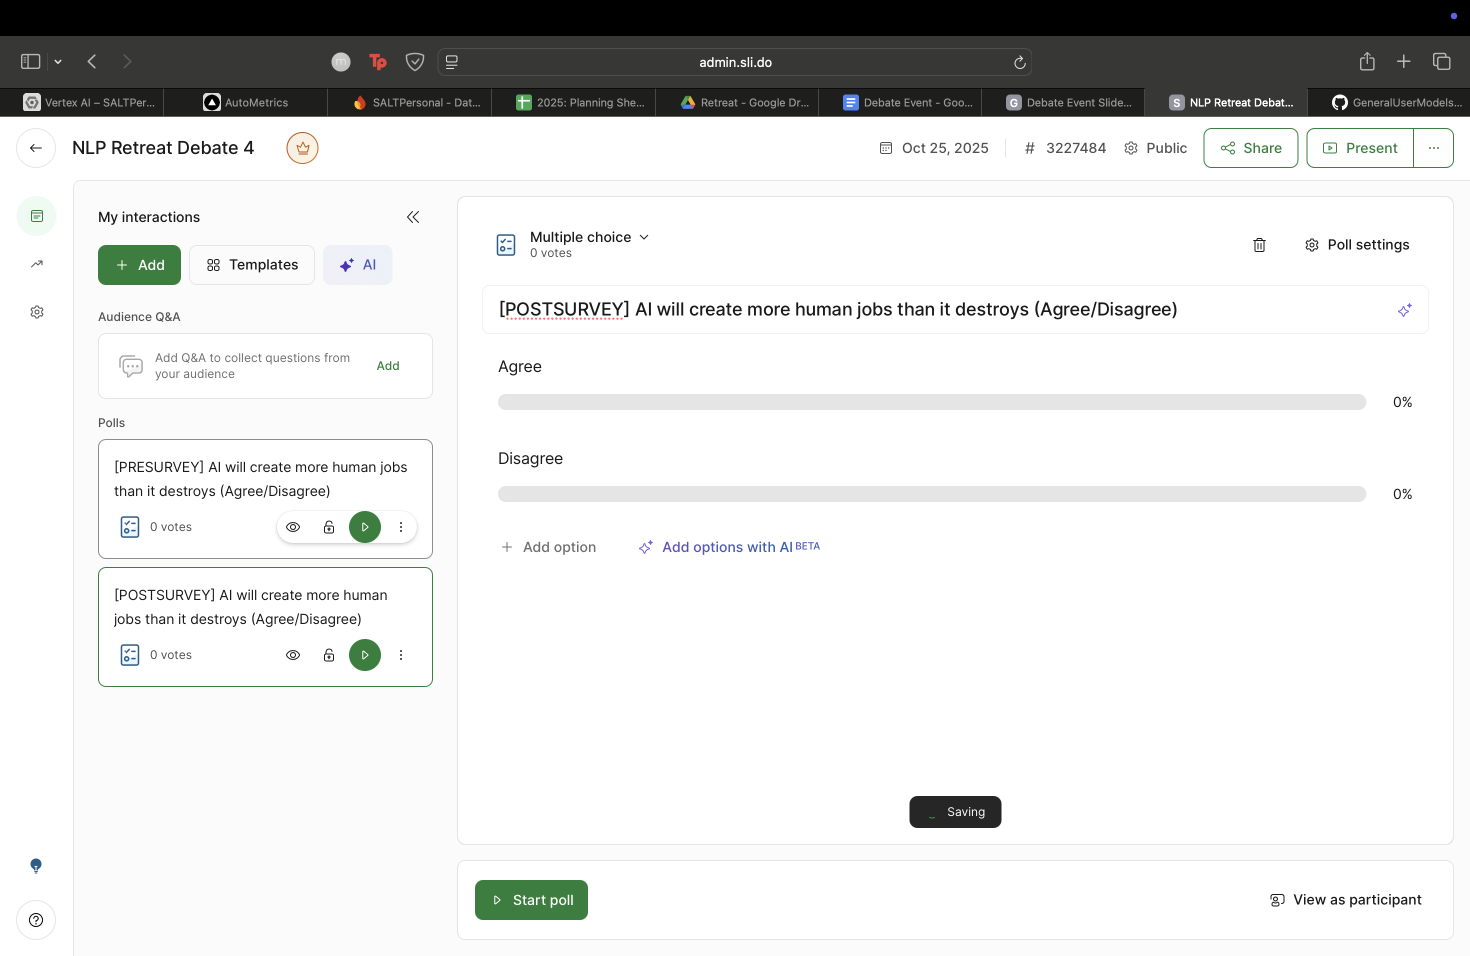 admin.sli.do
Vertex AI – SALTPer...
AutoMetrics
SALTPersonal - Dat...
2025: Planning She...
Retreat - Google Dr...
Debate Event - Goo...
Debate Event Slide...
NLP Retreat Debat...
GeneralUserModels...
NLP Retreat Debate 4
Oct 25, 2025
# 3227484
Public
Share
Present
My interactions
Add
Templates
AI
Audience Q&A
Add Q&A to collect questions from
your audience
Add
Polls
[PRESURVEY] AI will create more human jobs
than it destroys (Agree/Disagree)
0 votes
[POSTSURVEY] AI will create more human
jobs than it destroys (Agree/Disagree)
0 votes
Multiple choice
0 votes
Poll settings
[POSTSURVEY] AI will create more human jobs than it destroys (Agree/Disagree)
Agree
0%
Disagree
0%
Add option
Add options with AI BETA
Saving
Start poll
View as participant